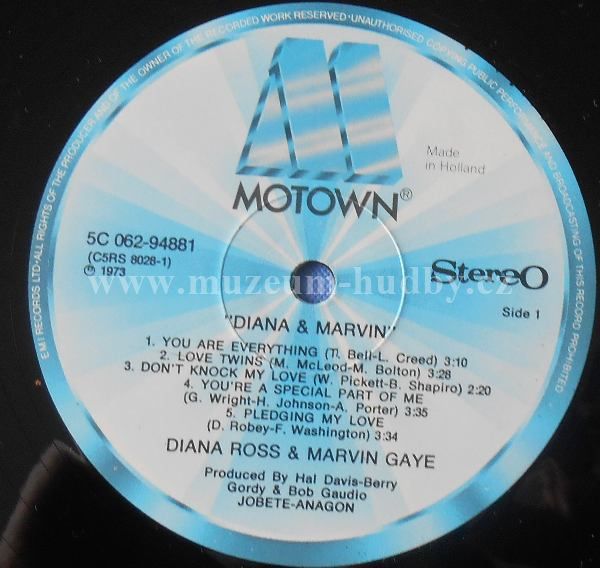 EMI RECORDS LTD·ALL RIGHTS OF THE PRODUCER AND OF THE OWNER OF THE RECORDED WORK RESERVED·UNAUTHORISED COPYING PUBLIC PERFORMANCE AND BROADCASTING OF THIS RECORD PROHIBITED
MOTOWN®
Made
in Holland
5C 062-94881
(C5RS 8028-1)
℗ 1973
Stereo
Side 1
www.muzeum-hudby.cz
"DIANA & MARVIN"
1. YOU ARE EVERYTHING (T. Bell-L. Creed) 3:10
2. LOVE TWINS (M. McLeod-M. Bolton) 3:28
3. DON'T KNOCK MY LOVE (W. Pickett-B. Shapiro) 2:20
4. YOU'RE A SPECIAL PART OF ME
(G. Wright-H. Johnson-A. Porter) 3:35
5. PLEDGING MY LOVE
(D. Robey-F. Washington) 3:34
DIANA ROSS & MARVIN GAYE
Produced By Hal Davis-Berry
Gordy & Bob Gaudio
JOBETE-ANAGON